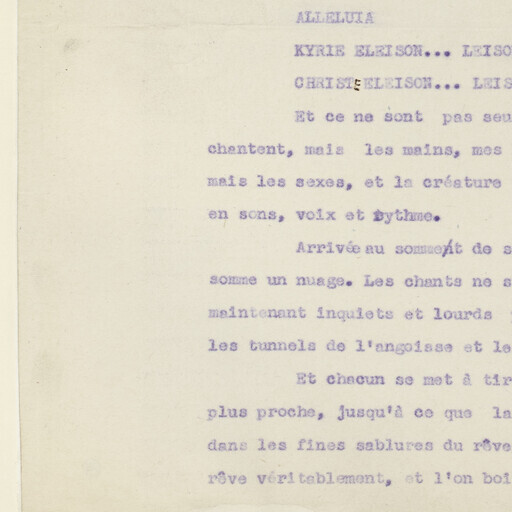 ALLELUIA
KYRIE ELEISON... LEISO
CHRISTE ELEISON... LEIS
Et ce ne sont pas seu
chantent, mais les mains, mes
mais les sexes, et la créature
en sons, voix et rythme.
Arrivée au sommet de s
somme un nuage. Les chants ne s
maintenant inquiets et lourds
les tunnels de l'angoisse et le
Et chacun se met à tir
plus proche, jusqu'à ce que la
dans les fines sablures du rêve
rêve véritablement, et l'on boi